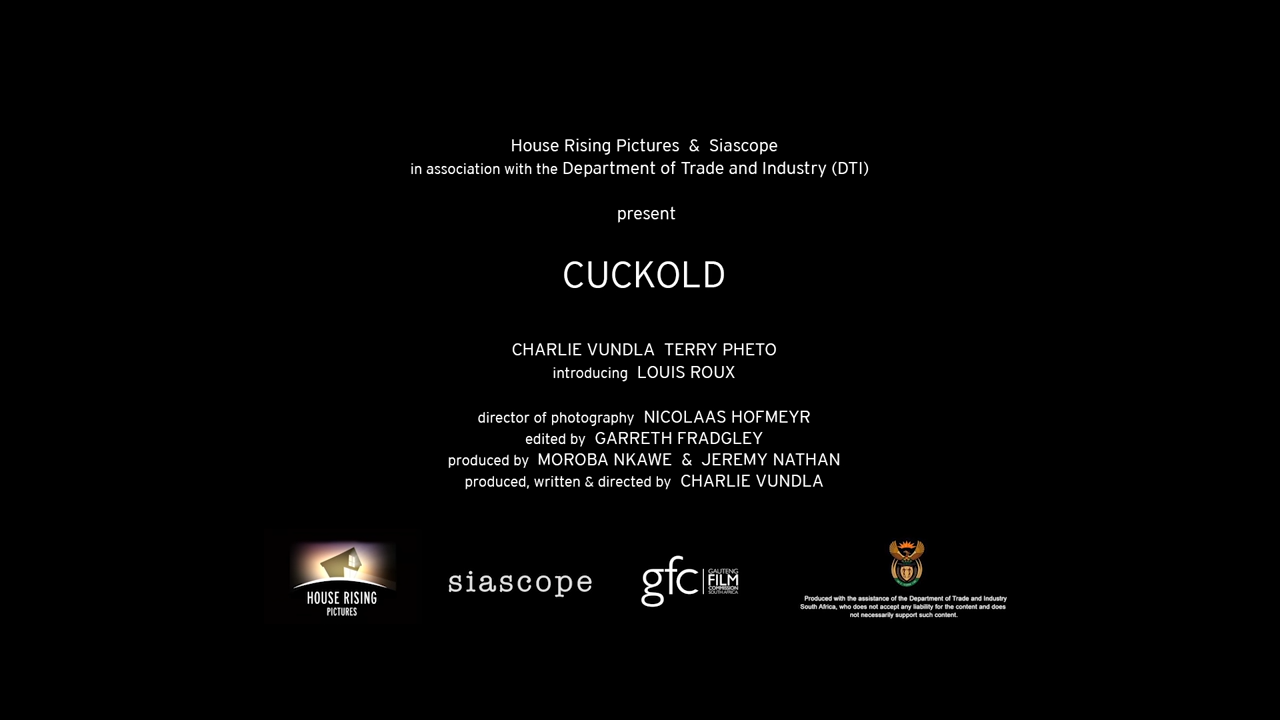 House Rising Pictures & Siascope
in association with the Department of Trade and Industry (DTI)
present
CUCKOLD
CHARLIE VUNDLA TERRY PHETO
introducing LOUIS ROUX
director of photography NICOLAAS HOFMEYR
edited by GARRETH FRADGLEY
produced by MOROBA NKAWE & JEREMY NATHAN
produced, written & directed by CHARLIE VUNDLA
HOUSE RISING
PICTURES
siascope
gfc
GAUTENG
FILM
COMMISSION
SOUTH AFRICA
Produced with the assistance of the Department of Trade and Industry
South Africa, who does not accept any liability for the content and does
not necessarily support such content.